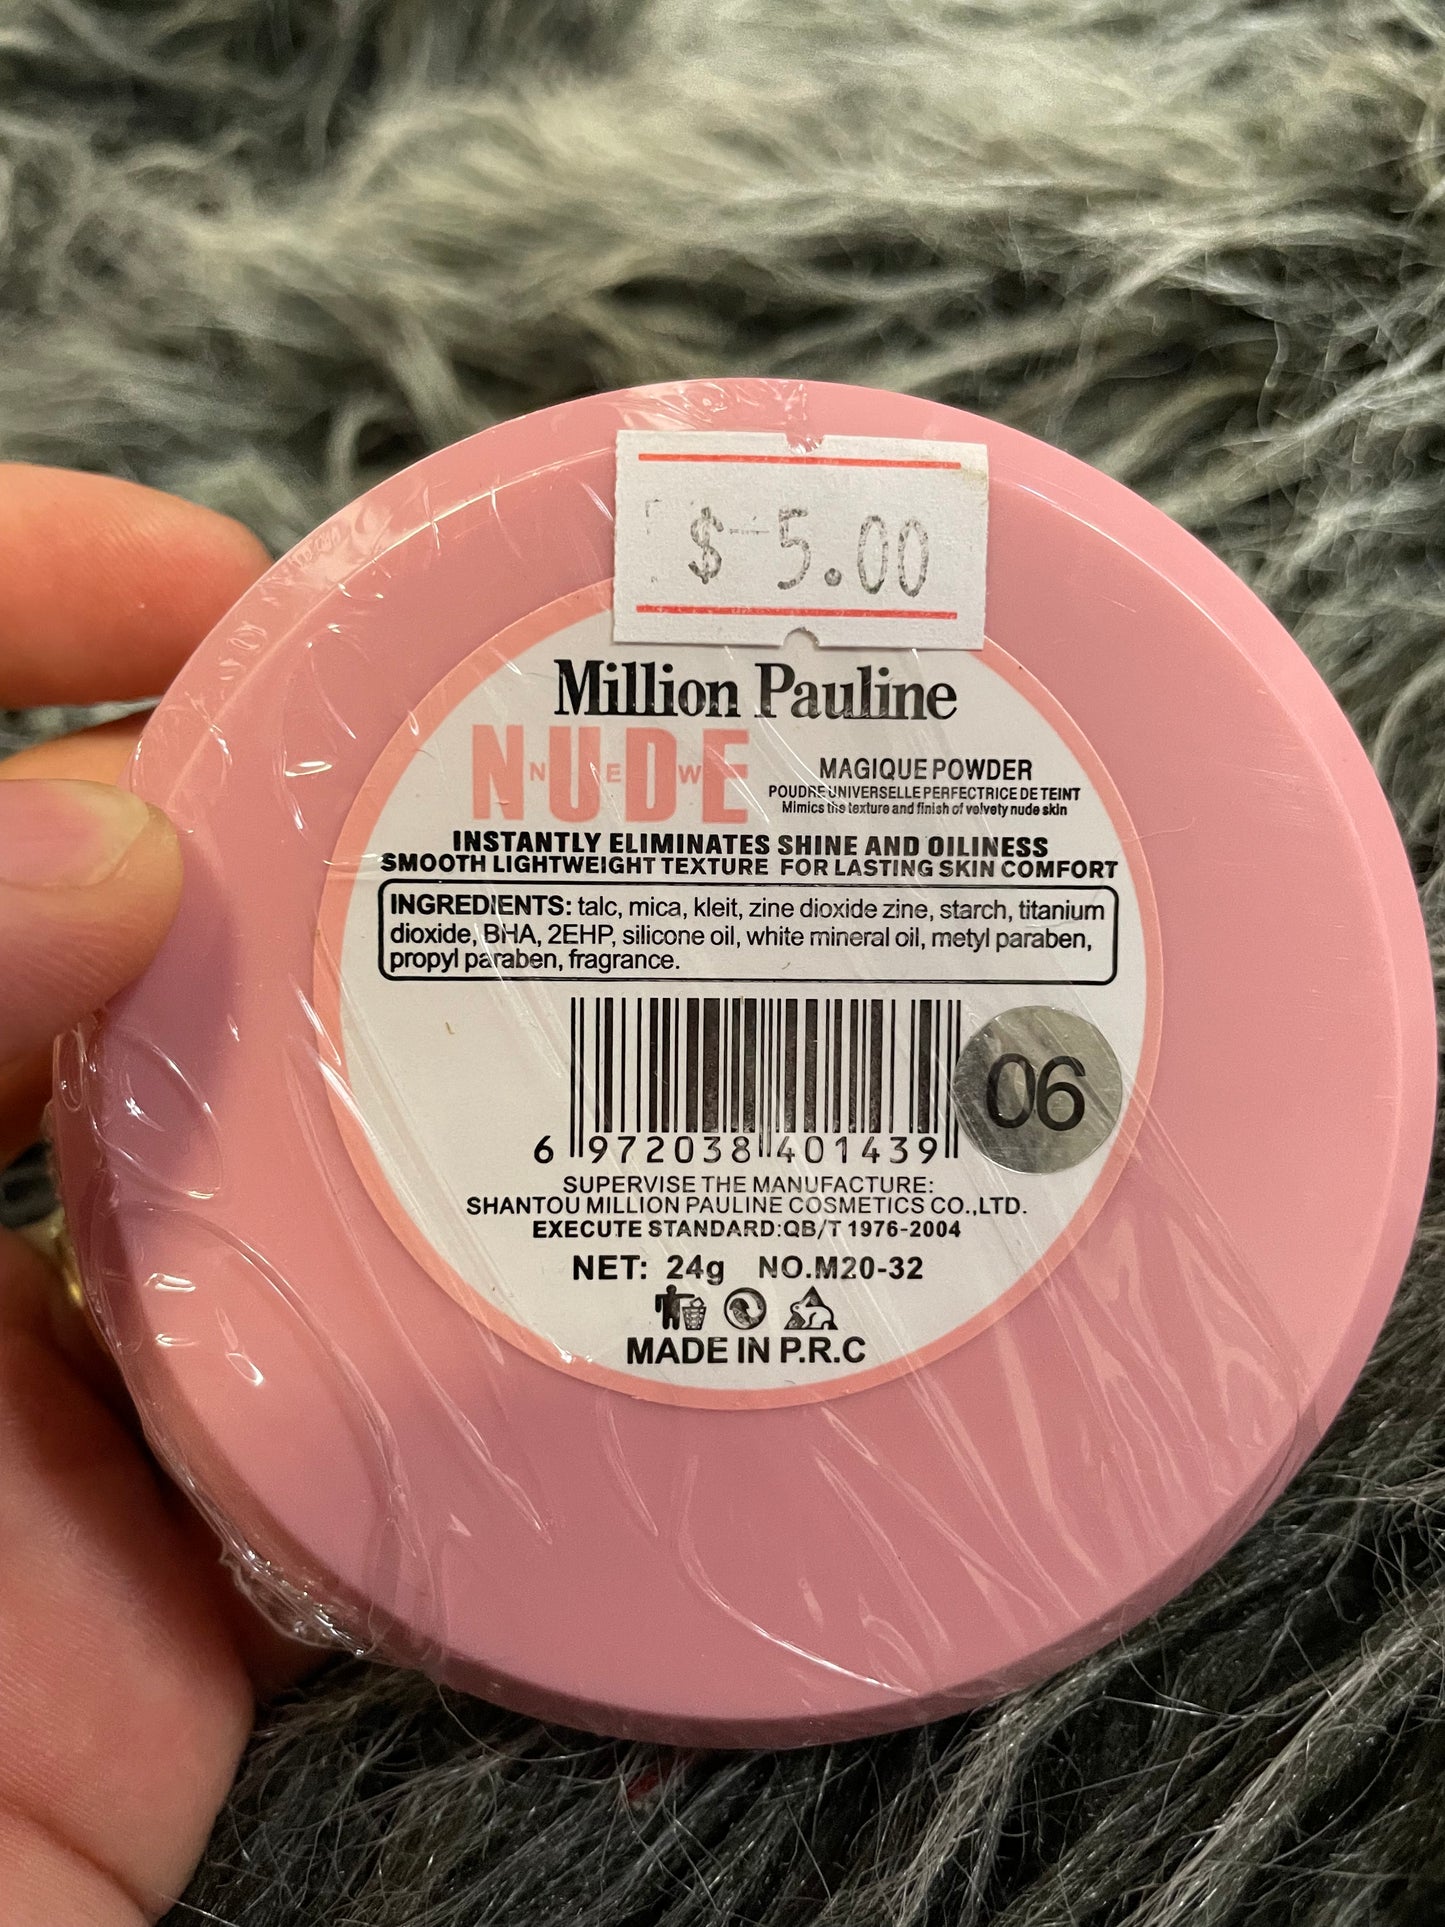 $ 5.00
Million Pauline
NUDE
NEW
MAGIQUE POWDER
POUDRE UNIVERSELLE PERFECTRICE DE TEINT
Mimics the texture and finish of velvety nude skin
INSTANTLY ELIMINATES SHINE AND OILINESS
SMOOTH LIGHTWEIGHT TEXTURE FOR LASTING SKIN COMFORT
INGREDIENTS: talc, mica, kleit, zine dioxide zine, starch, titanium
dioxide, BHA, 2EHP, silicone oil, white mineral oil, metyl paraben,
propyl paraben, fragrance.
06
6 972038 401439
SUPERVISE THE MANUFACTURE:
SHANTOU MILLION PAULINE COSMETICS CO.,LTD.
EXECUTE STANDARD:QB/T 1976-2004
NET: 24g NO.M20-32
MADE IN P.R.C